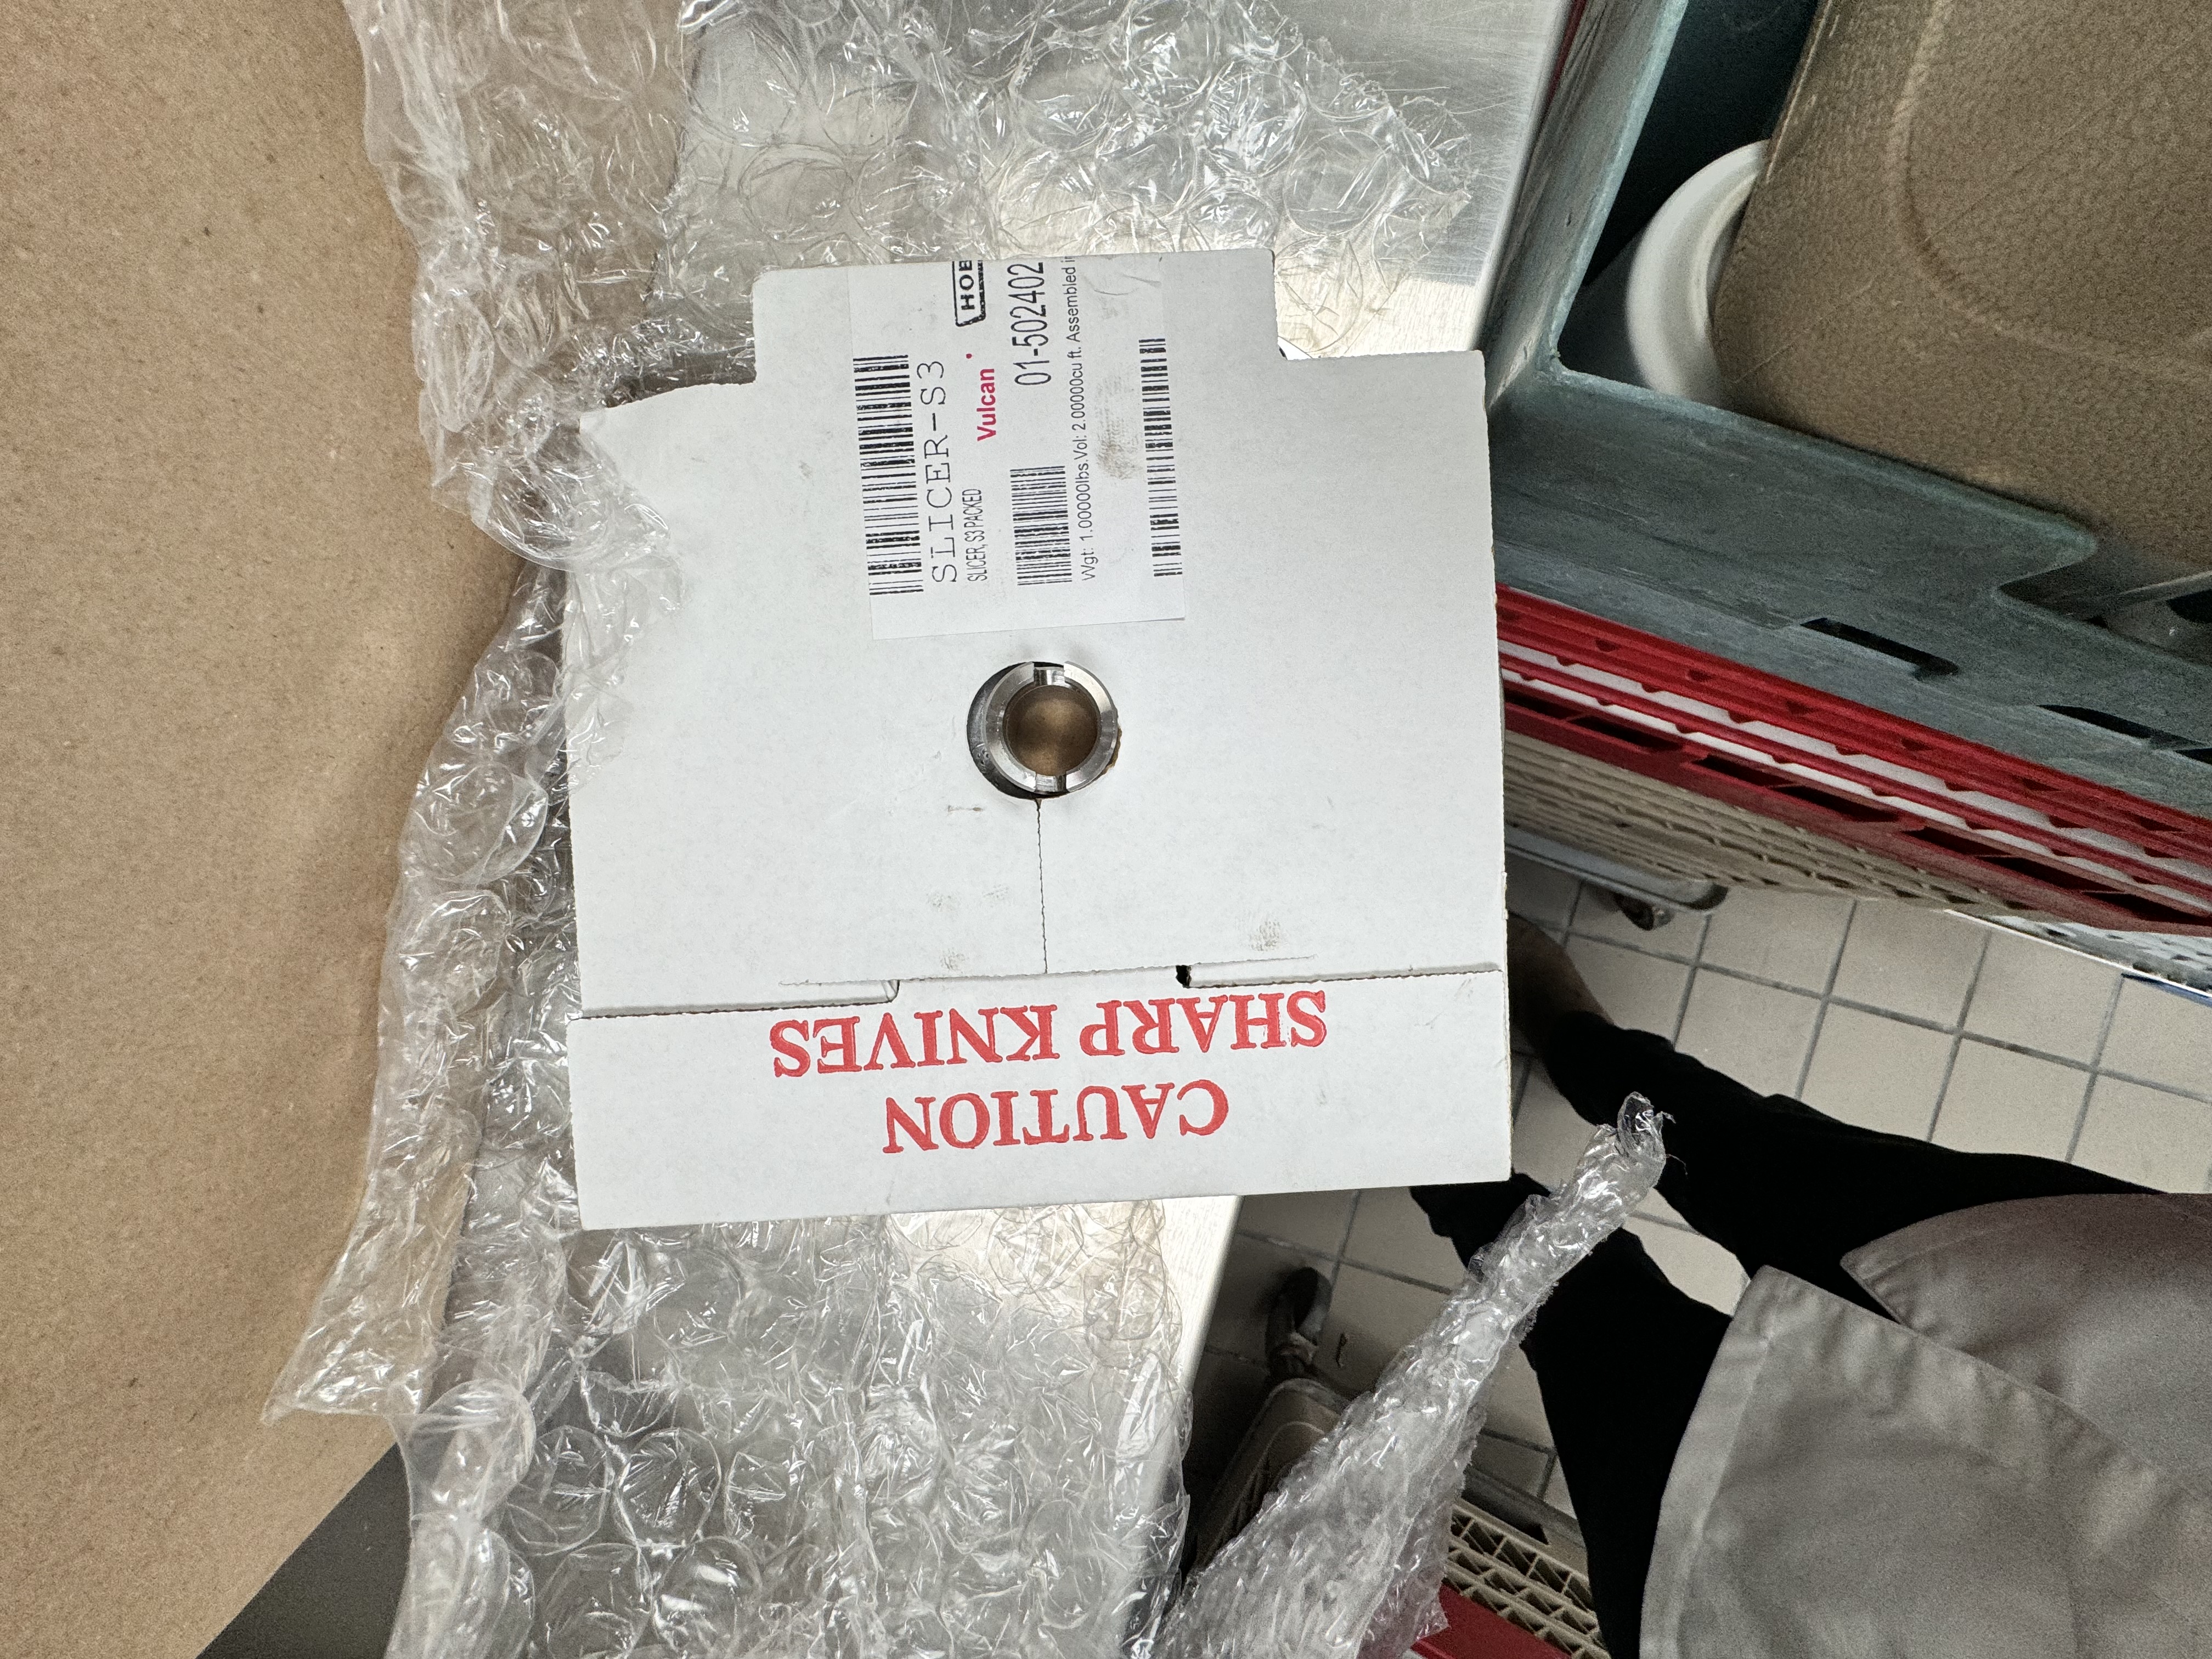 SLICER-S3
SLICER, S3 PACKED
Vulcan
HOB
01-502402
Wgt: 1.00000lbs.Vol: 2.00000cu ft. Assembled i
CAUTION
SHARP KNIVES